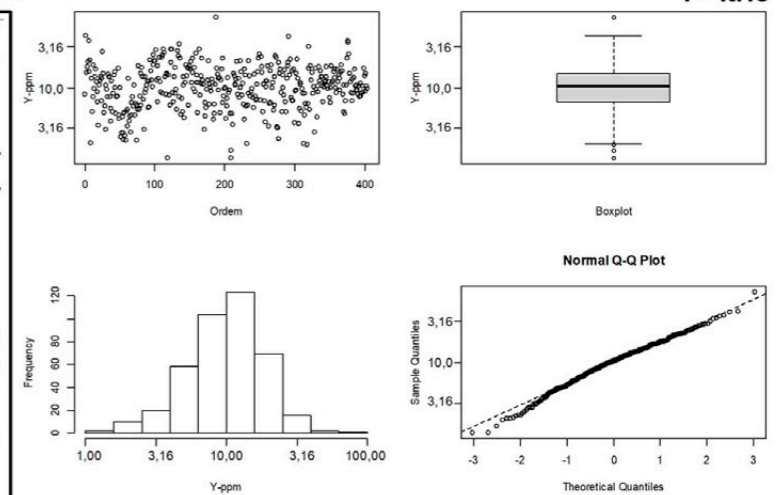 3,16
10,0
3,16
Y-ppm
0 100 200 300 400
Ordem
3,16
10,0
3,16
Y-ppm
Boxplot
120
80
60
40
20
0
Frequency
1,00 3,16 10,00 3,16 100,00
Y-ppm
Normal Q-Q Plot
3,16
10,0
3,16
Sample Quantiles
-3 -2 -1 0 1 2 3
Theoretical Quantiles